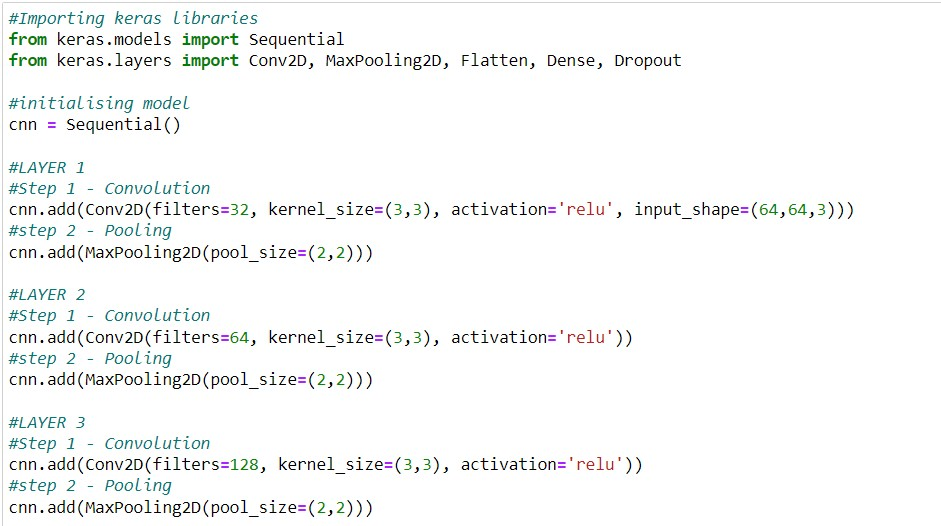 #Importing keras libraries
from keras.models import Sequential
from keras.layers import Conv2D, MaxPooling2D, Flatten, Dense, Dropout
#initialising model
cnn = Sequential()
#LAYER 1
#Step 1 - Convolution
cnn.add(Conv2D(filters=32, kernel_size=(3,3), activation='relu', input_shape=(64,64,3)))
#step 2 - Pooling
cnn.add(MaxPooling2D(pool_size=(2,2)))
#LAYER 2
#Step 1 - Convolution
cnn.add(Conv2D(filters=64, kernel_size=(3,3), activation='relu'))
#step 2 - Pooling
cnn.add(MaxPooling2D(pool_size=(2,2)))
#LAYER 3
#Step 1 - Convolution
cnn.add(Conv2D(filters=128, kernel_size=(3,3), activation='relu'))
#step 2 - Pooling
cnn.add(MaxPooling2D(pool_size=(2,2)))